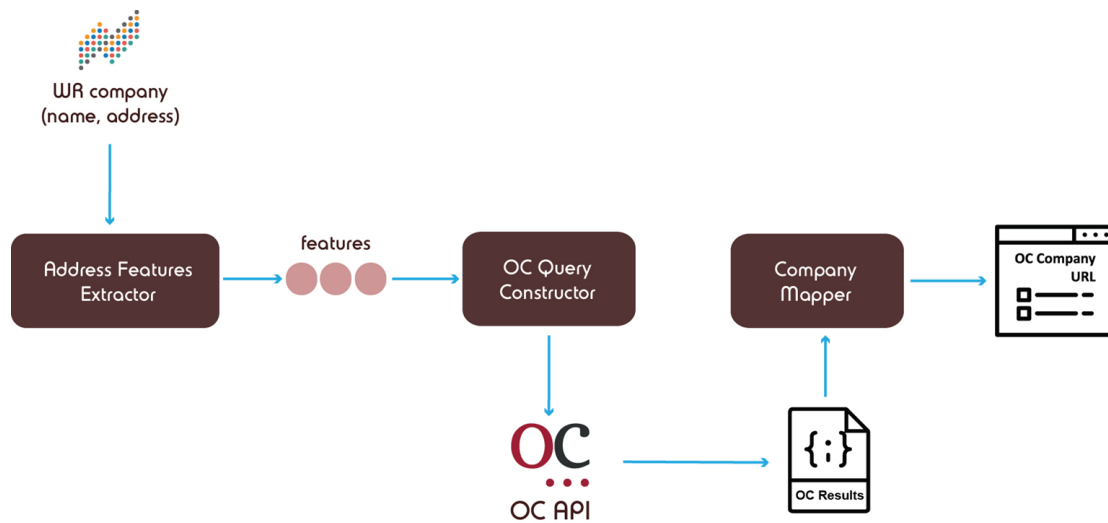 WR company
(name, address)
Address Features
Extractor
features
OC Query
Constructor
Company
Mapper
OC Company
URL
OC
OC API
{;}
OC Results